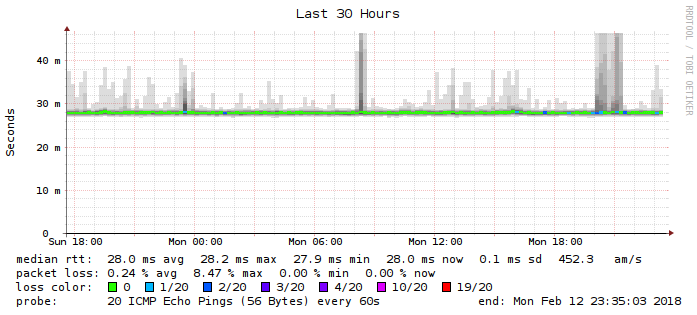 Last 30 Hours
RRDTOOL / TOBI OETIKER
Seconds
40 m
30 m
20 m
10 m
0
Sun 18:00 Mon 00:00 Mon 06:00 Mon 12:00 Mon 18:00
median rtt: 28.0 ms avg 28.2 ms max 27.9 ms min 28.0 ms now 0.1 ms sd 452.3 am/s
packet loss: 0.24 % avg 8.47 % max 0.00 % min 0.00 % now
loss color: 0 1/20 2/20 3/20 4/20 10/20 19/20
probe: 20 ICMP Echo Pings (56 Bytes) every 60s end: Mon Feb 12 23:35:03 2018